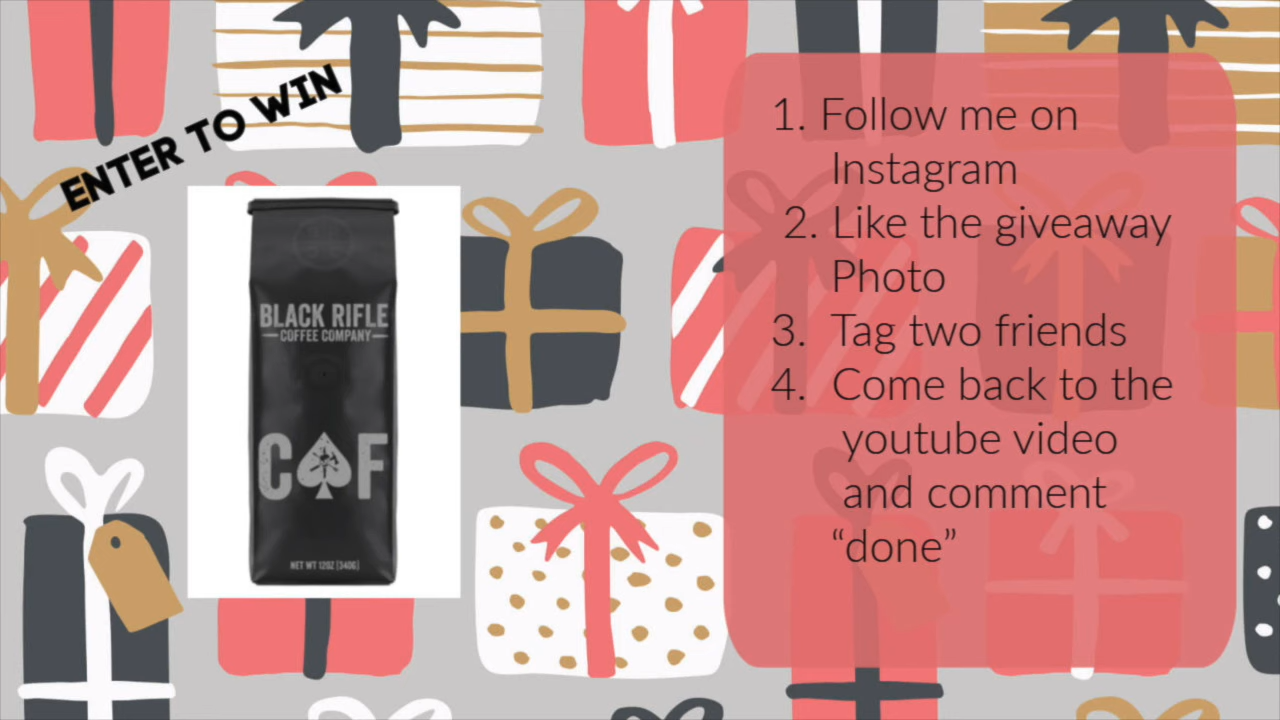 ENTER TO WIN
BLACK RIFLE
COFFEE COMPANY
C F
NET WT 12OZ (340G)
1. Follow me on
Instagram
2. Like the giveaway
Photo
3. Tag two friends
4. Come back to the
youtube video
and comment
“done”